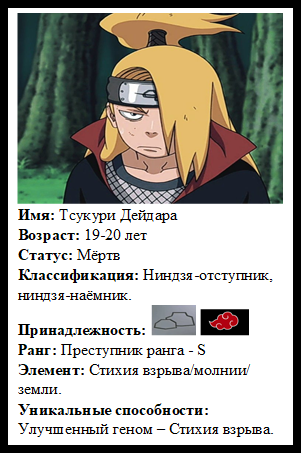 Имя: Тсукури Дейдара
Возраст: 19-20 лет
Статус: Мёртв
Классификация: Ниндзя-отступник,
ниндзя-наёмник.
Принадлежность:
Ранг: Преступник ранга - S
Элемент: Стихия взрыва/молнии/
земли.
Уникальные способности:
Улучшенный геном – Стихия взрыва.